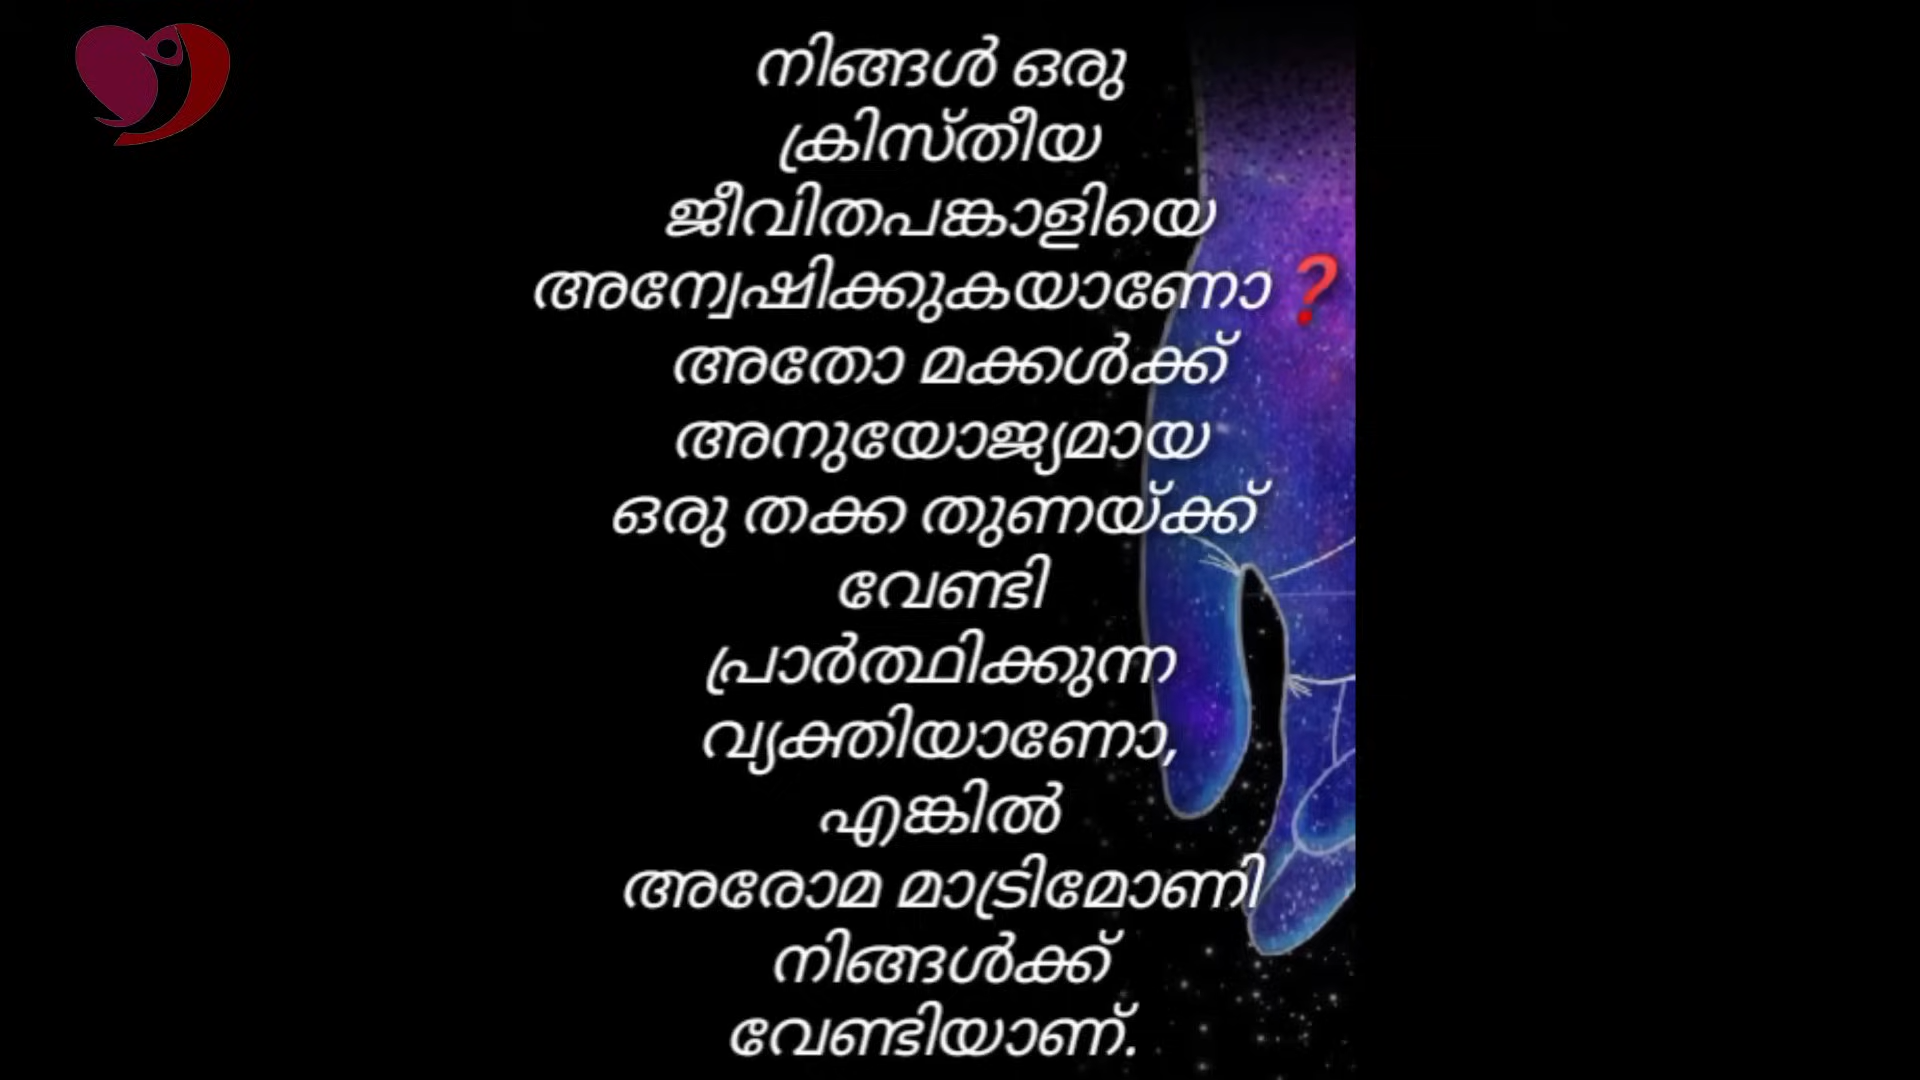 നിങ്ങൾ ഒരു
ക്രിസ്തീയ
ജീവിതപങ്കാളിയെ
അന്വേഷിക്കുകയാണോ❓
അതോ മക്കൾക്ക്
അനുയോജ്യമായ
ഒരു തക്ക തുണയ്ക്ക്
വേണ്ടി
പ്രാർത്ഥിക്കുന്ന
വ്യക്തിയാണോ,
എങ്കിൽ
അരോമ മാട്രിമോണി
നിങ്ങൾക്ക്
വേണ്ടിയാണ്.